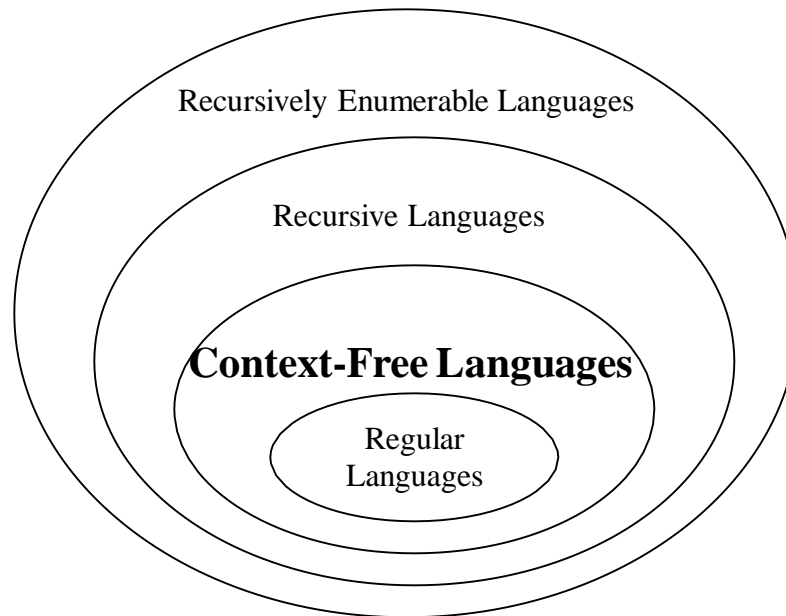 Recursively Enumerable Languages
Recursive Languages
Context-Free Languages
Regular
Languages